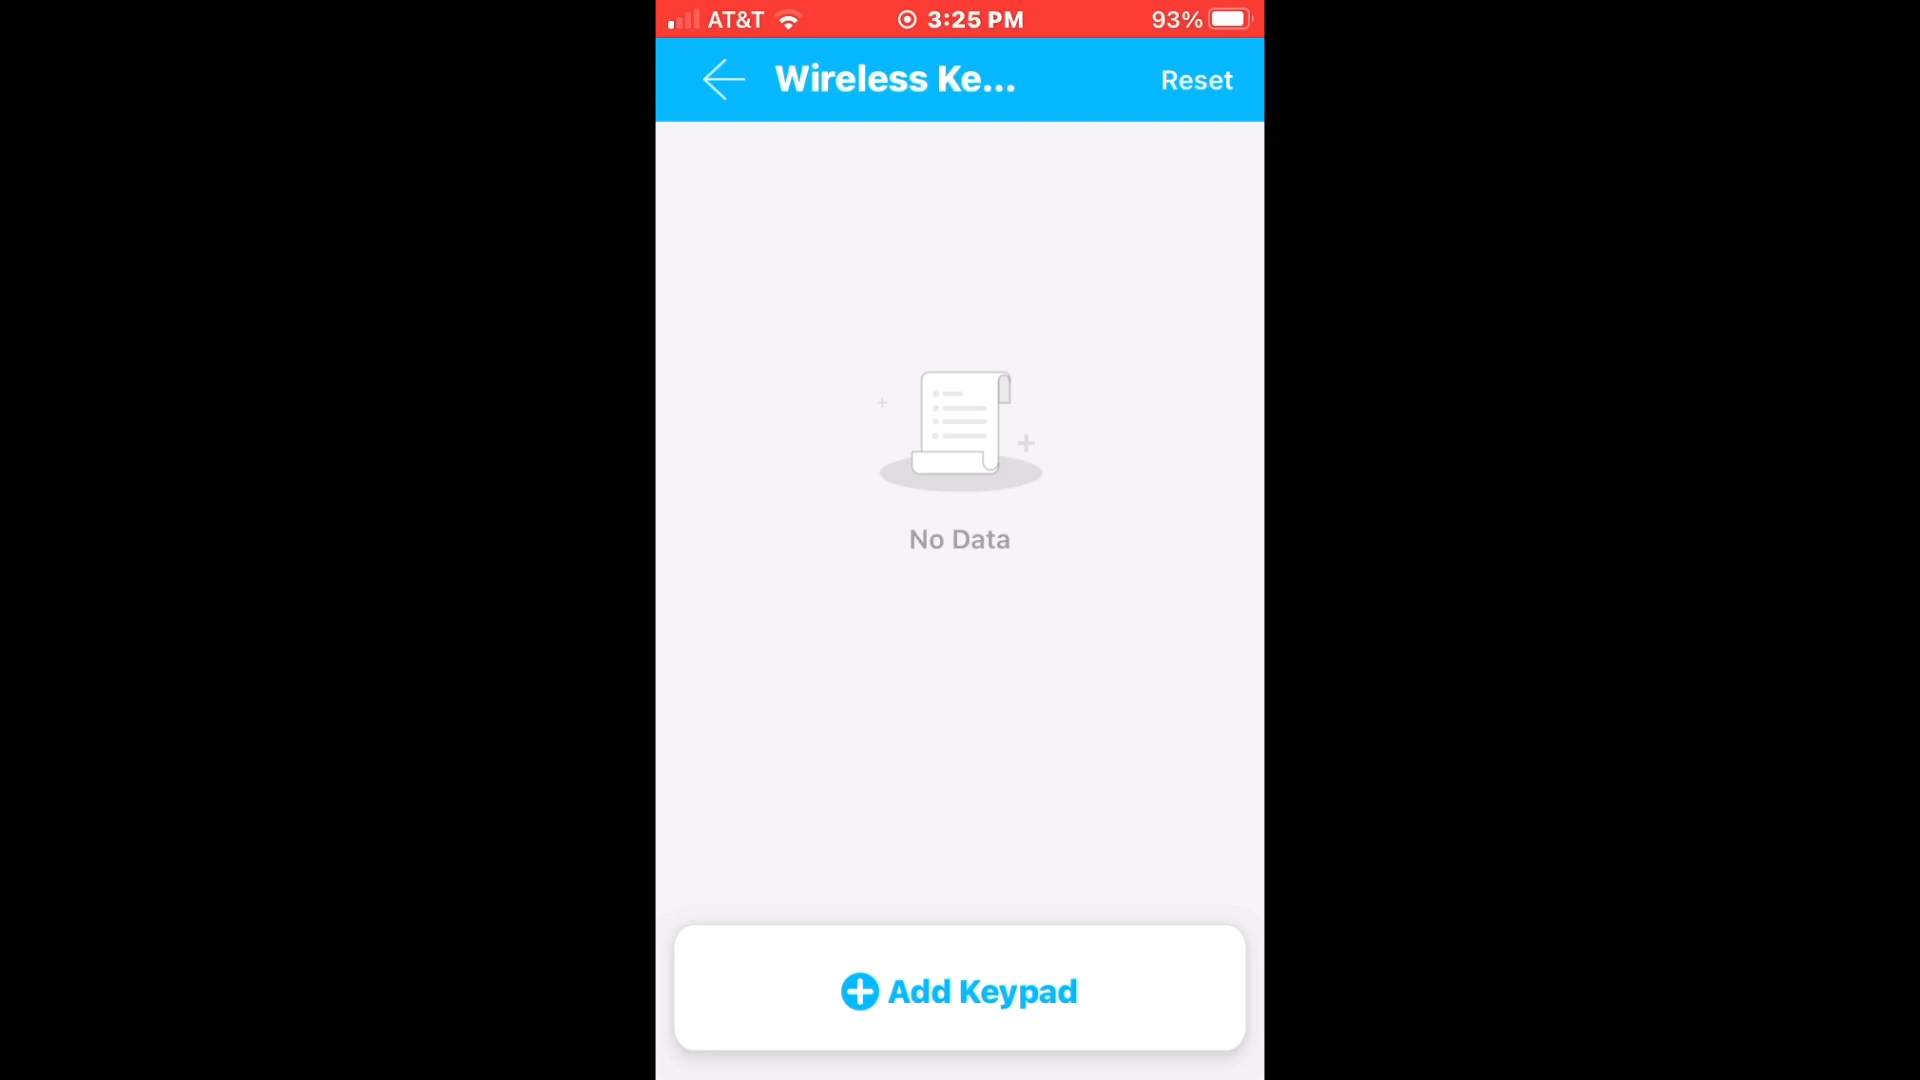 AT&T 3:25 PM 93%
Wireless Ke... Reset
No Data
Add Keypad